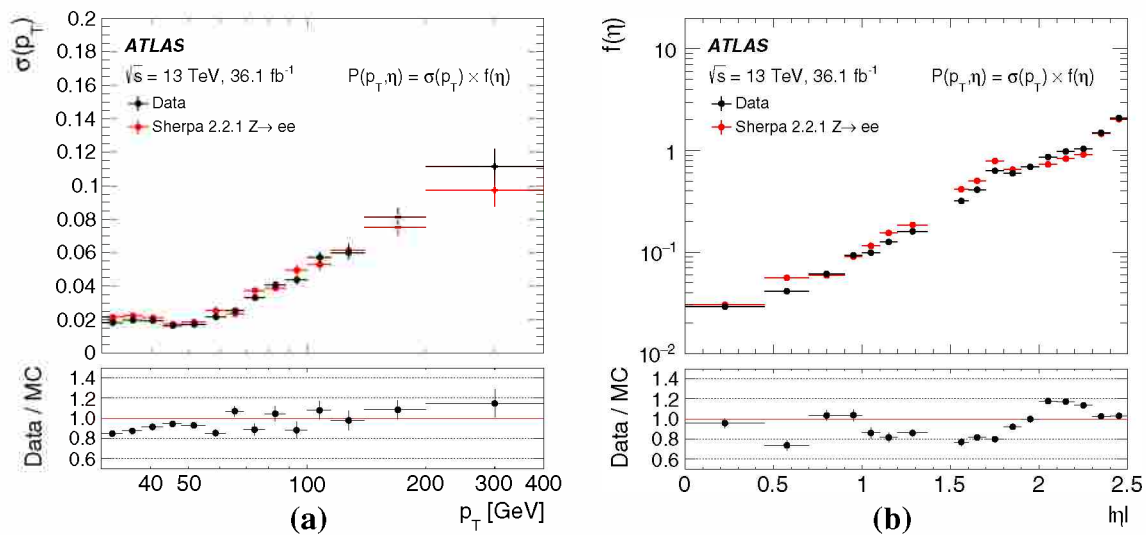 σ(p_T)
0.2
0.18
0.16
0.14
0.12
0.1
0.08
0.06
0.04
0.02
0
ATLAS
√s = 13 TeV, 36.1 fb⁻¹
P(p_T,η) = σ(p_T) × f(η)
Data
Sherpa 2.2.1 Z→ ee
Data / MC
1.4
1.2
1.0
0.8
0.6
40 50 100 200 300 400
p_T [GeV]
(a)
f(η)
10
1
10⁻¹
10⁻²
ATLAS
√s = 13 TeV, 36.1 fb⁻¹
P(p_T,η) = σ(p_T) × f(η)
Data
Sherpa 2.2.1 Z→ ee
Data / MC
1.4
1.2
1.0
0.8
0.6
0 0.5 1 1.5 2 2.5
|η|
(b)